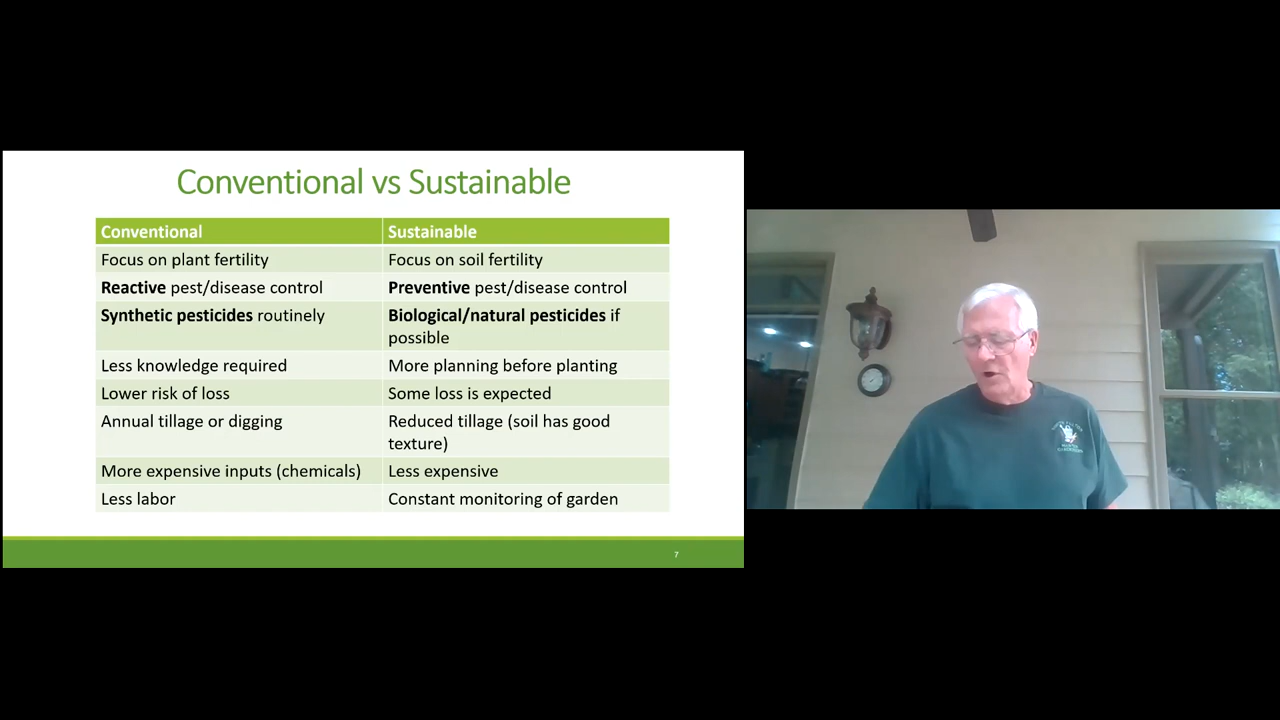 Conventional vs Sustainable
Conventional
Sustainable
Focus on plant fertility
Focus on soil fertility
Reactive pest/disease control
Preventive pest/disease control
Synthetic pesticides routinely
Biological/natural pesticides if
possible
Less knowledge required
More planning before planting
Lower risk of loss
Some loss is expected
Annual tillage or digging
Reduced tillage (soil has good
texture)
More expensive inputs (chemicals)
Less expensive
Less labor
Constant monitoring of garden
7